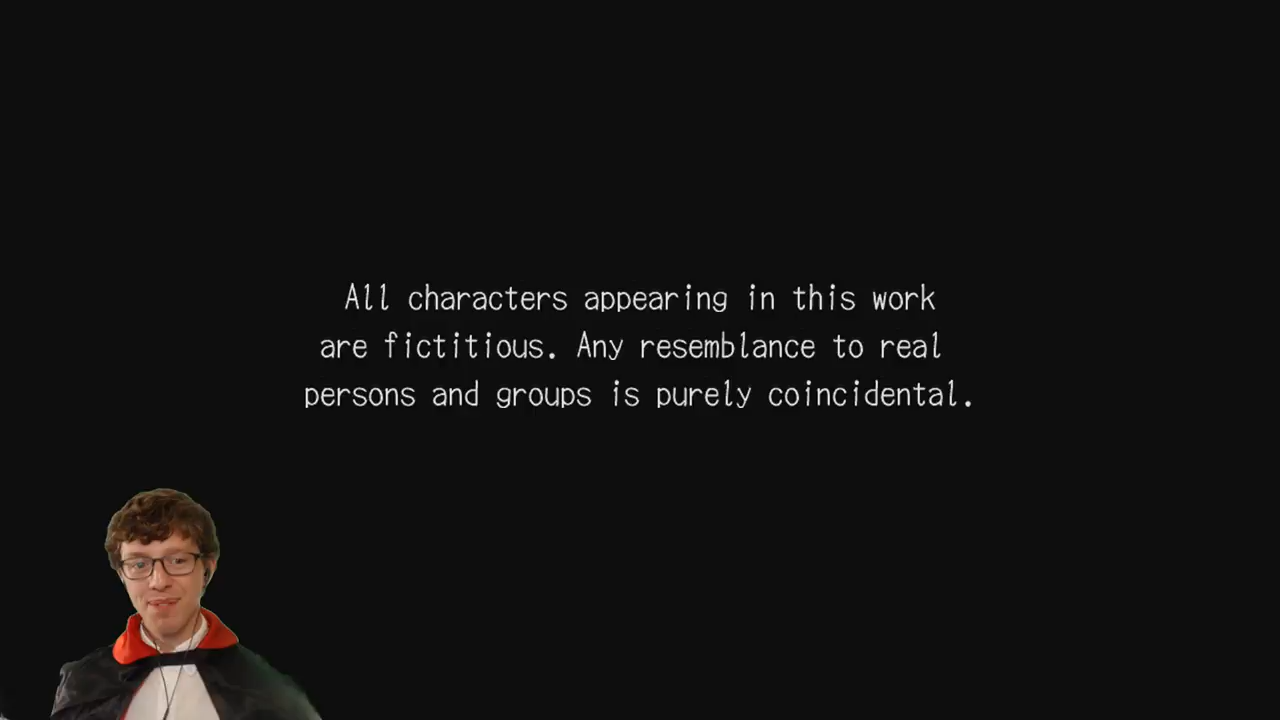 All characters appearing in this work
are fictitious. Any resemblance to real
persons and groups is purely coincidental.